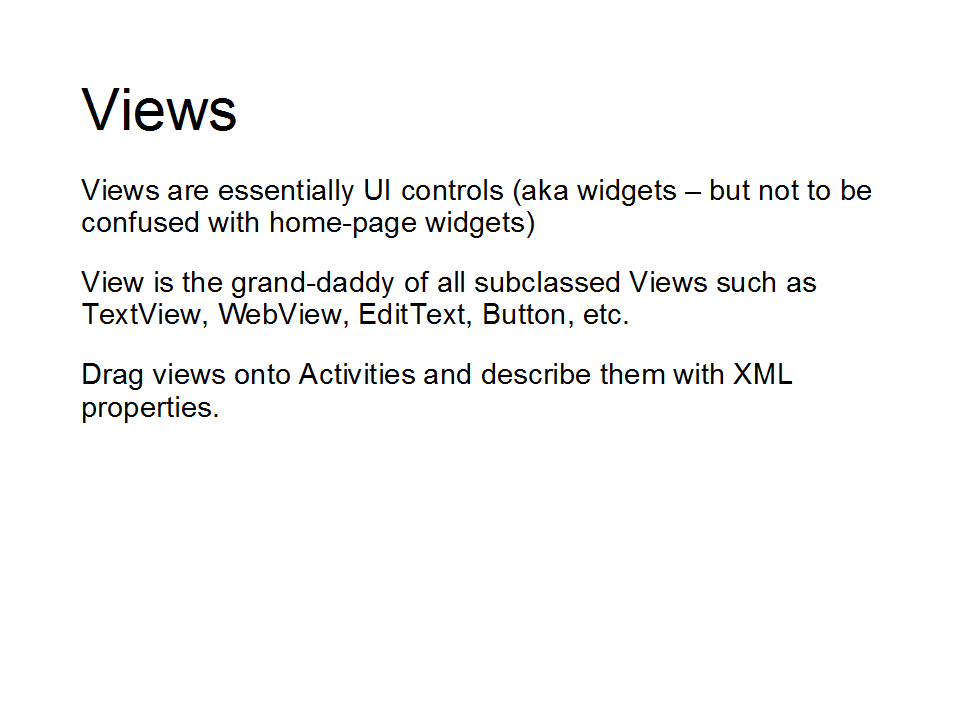 Views
Views are essentially UI controls (aka widgets – but not to be
confused with home-page widgets)
View is the grand-daddy of all subclassed Views such as
TextView, WebView, EditText, Button, etc.
Drag views onto Activities and describe them with XML
properties.